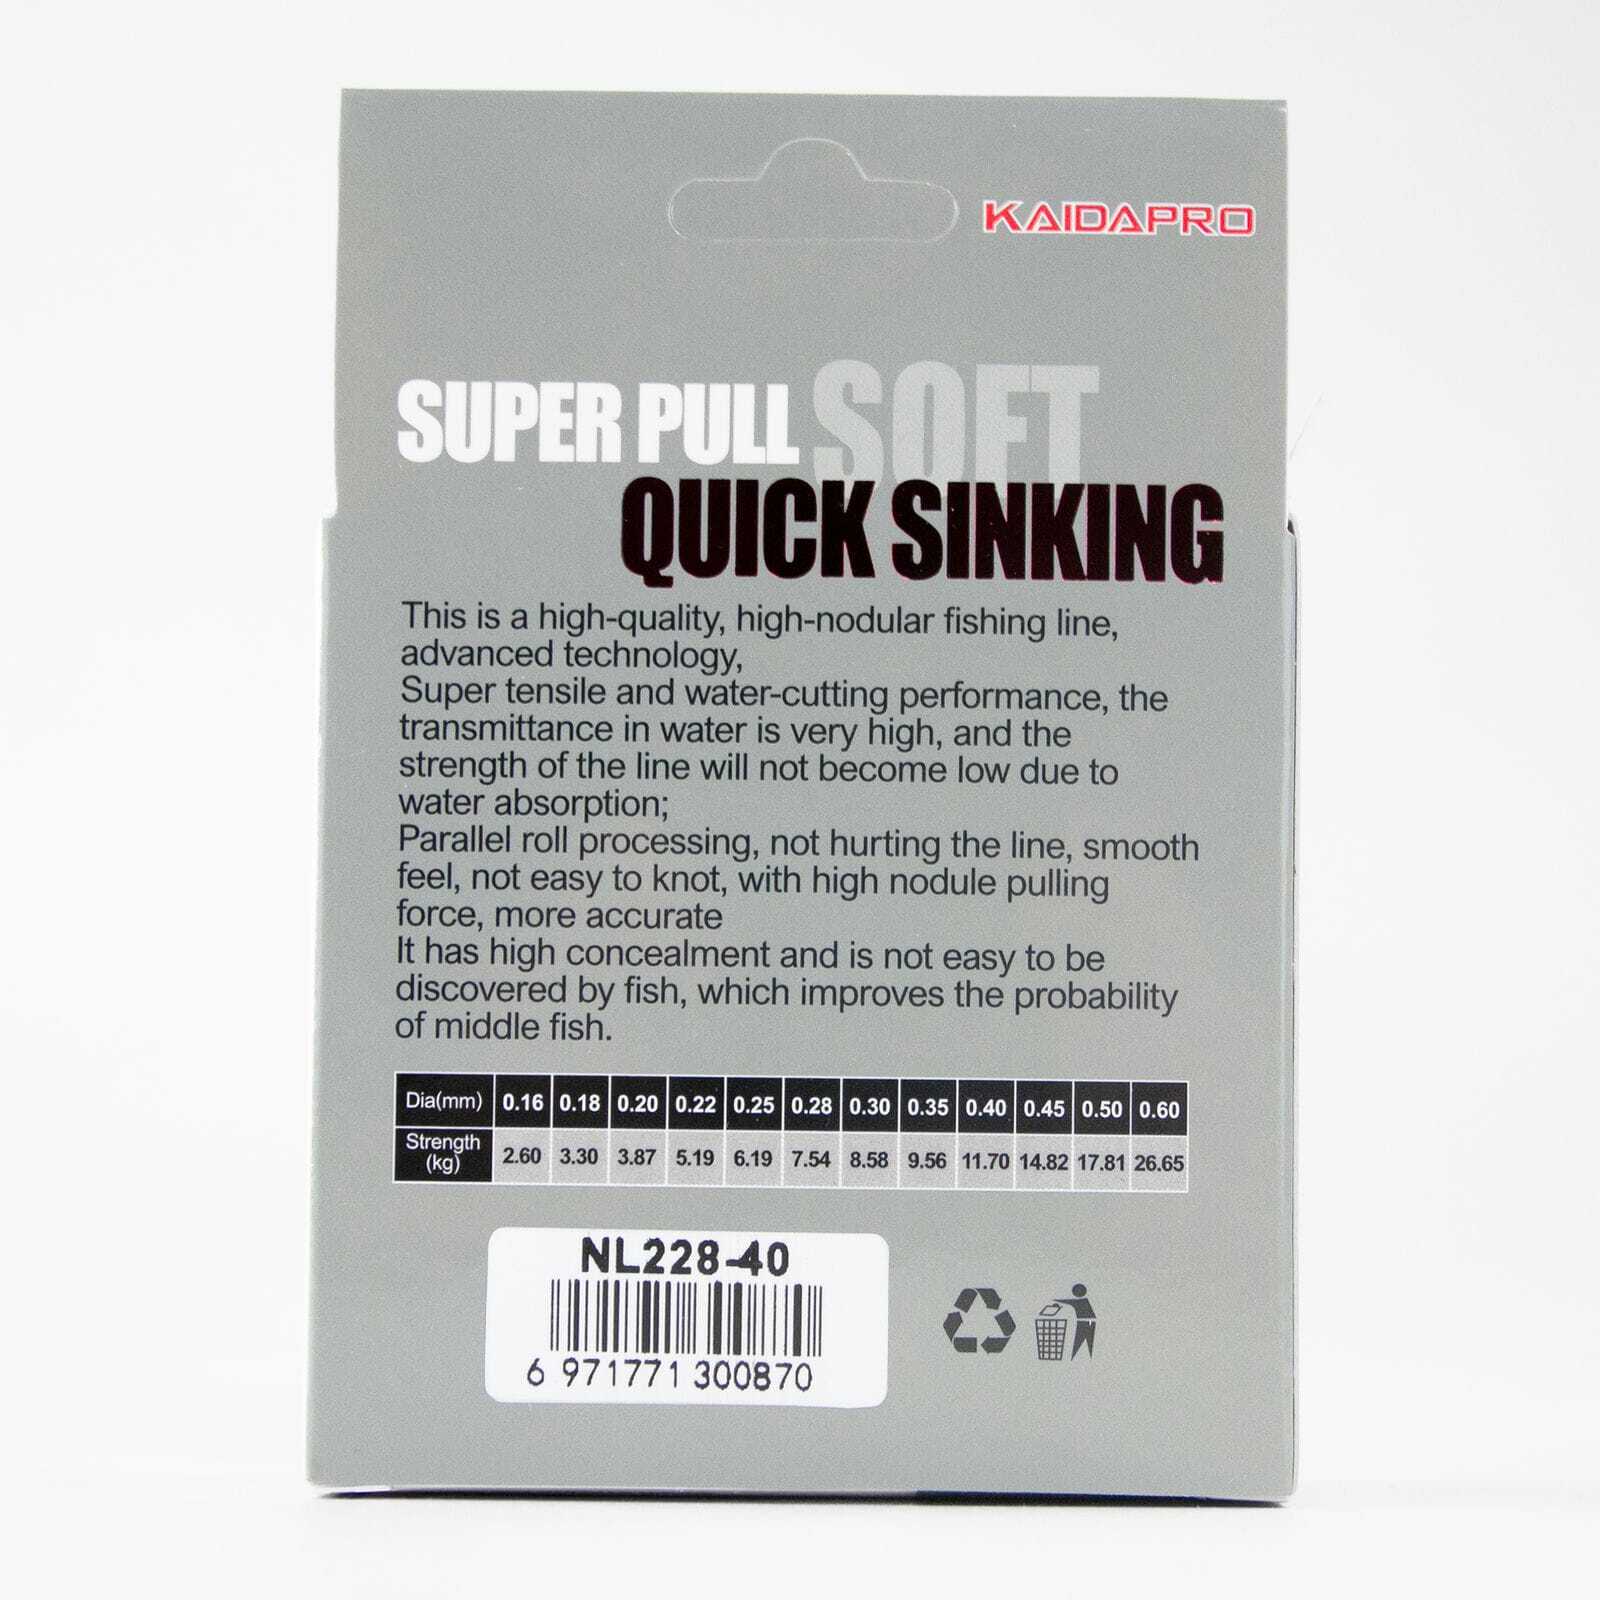 KAIDAPRO
SUPER PULL SOFT
QUICK SINKING
This is a high-quality, high-nodular fishing line,
advanced technology,
Super tensile and water-cutting performance, the
transmittance in water is very high, and the
strength of the line will not become low due to
water absorption;
Parallel roll processing, not hurting the line, smooth
feel, not easy to knot, with high nodule pulling
force, more accurate
It has high concealment and is not easy to be
discovered by fish, which improves the probability
of middle fish.
Dia(mm) 0.16 0.18 0.20 0.22 0.25 0.28 0.30 0.35 0.40 0.45 0.50 0.60
Strength
(kg) 2.60 3.30 3.87 5.19 6.19 7.54 8.58 9.56 11.70 14.82 17.81 26.65
NL228-40
6 971771 300870